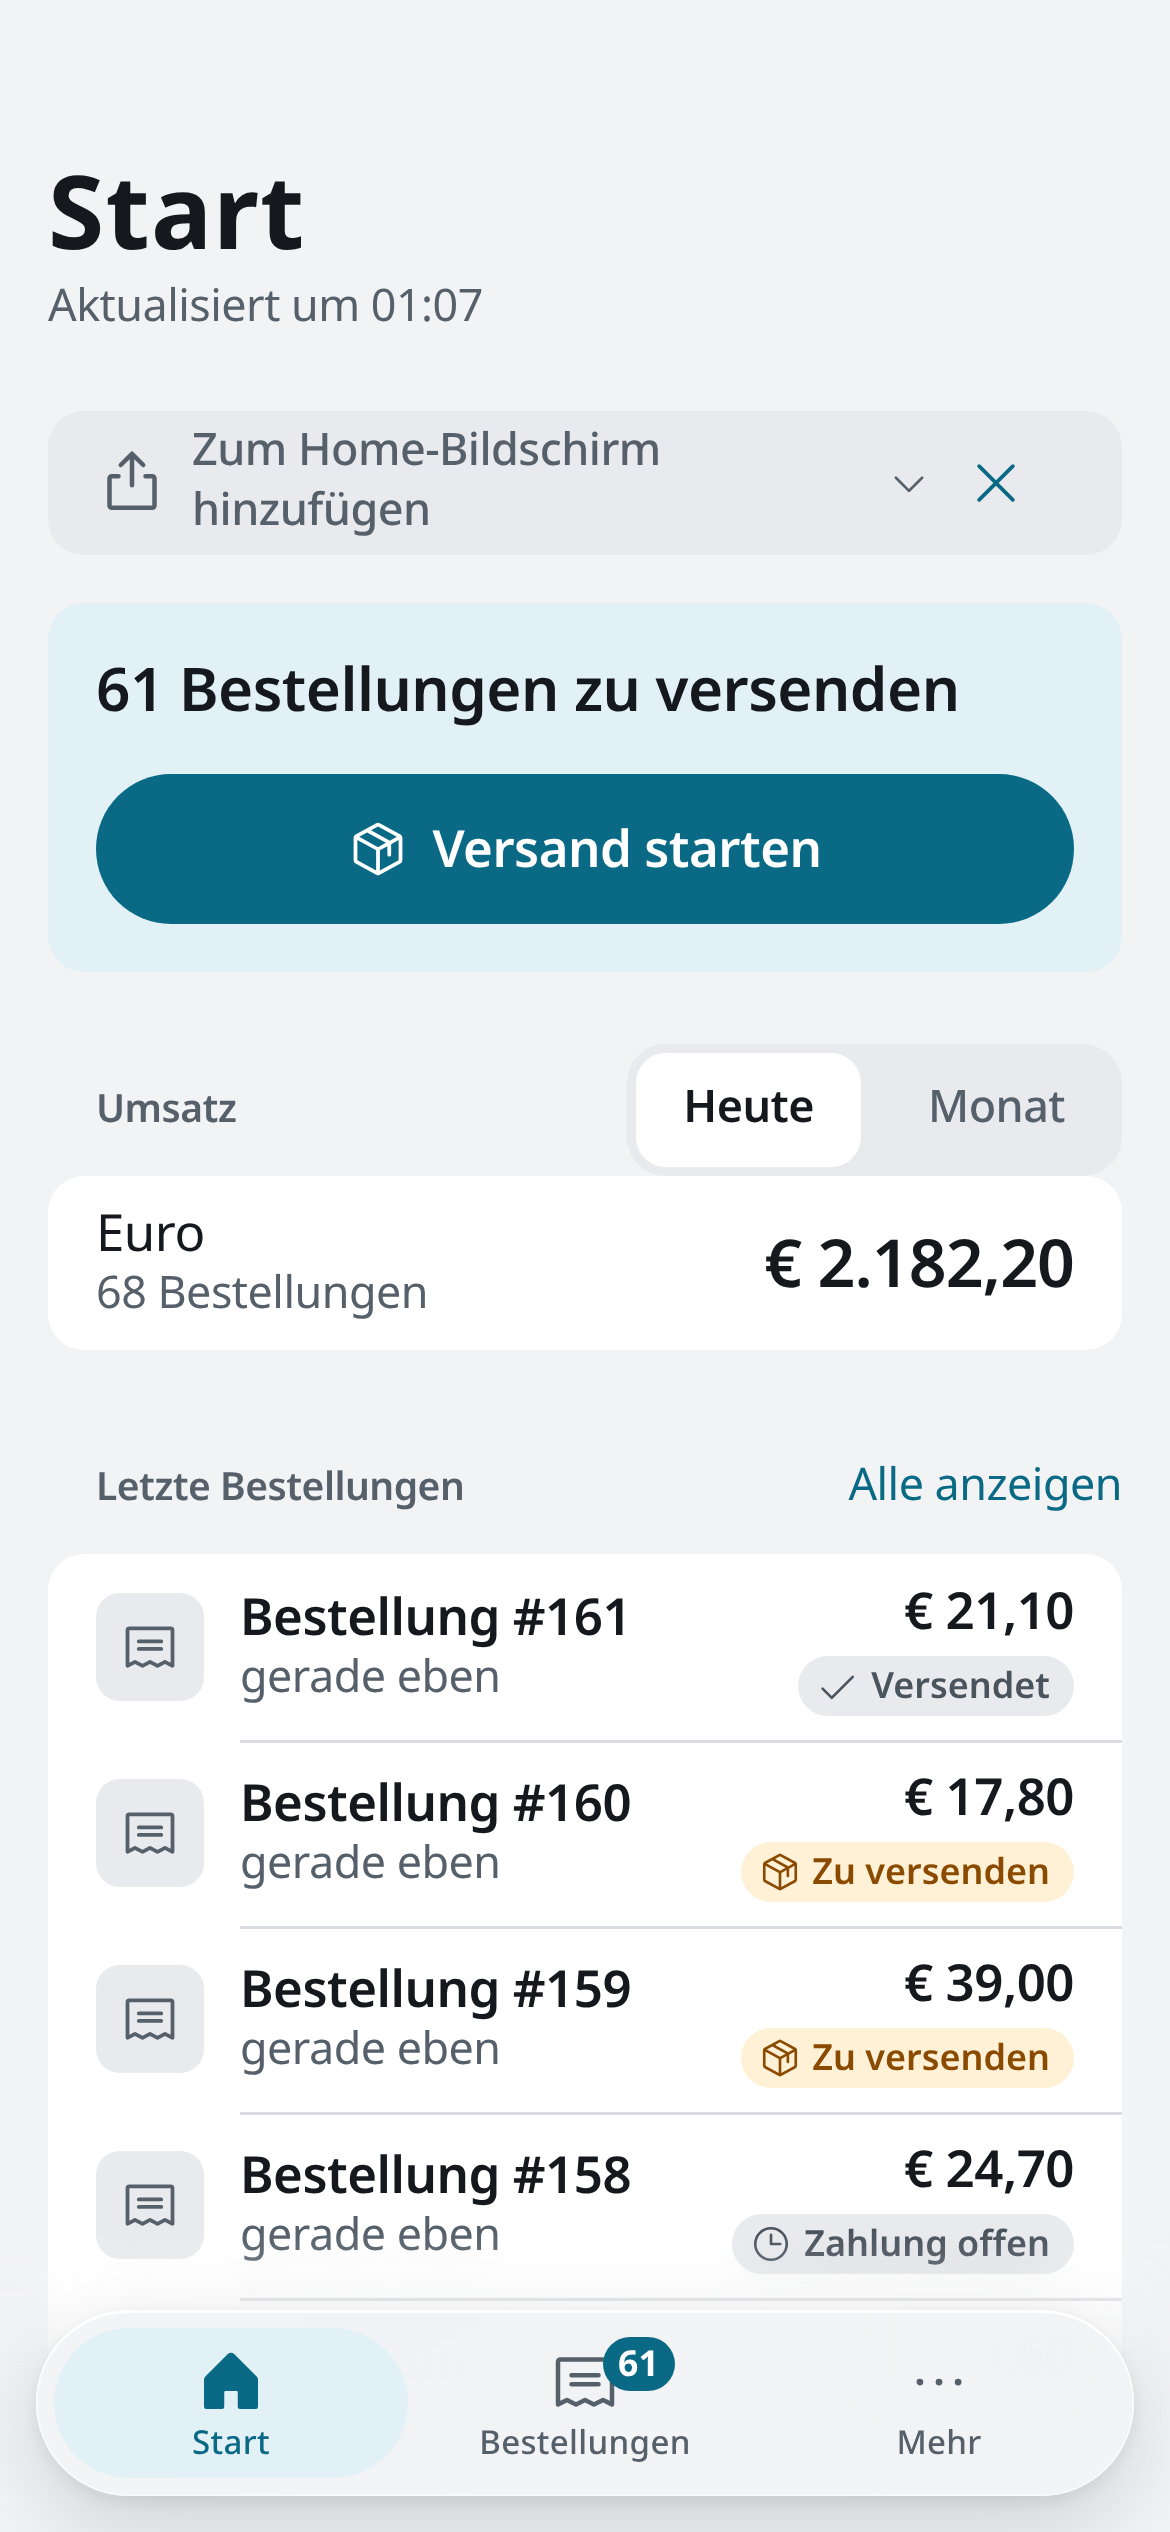 Start
Aktualisiert um 01:07
Zum Home-Bildschirm
hinzufügen
61 Bestellungen zu versenden
Versand starten
Umsatz
Heute
Monat
Euro
68 Bestellungen
€ 2.182,20
Letzte Bestellungen
Alle anzeigen
Bestellung #161
€ 21,10
gerade eben
Versendet
Bestellung #160
€ 17,80
gerade eben
Zu versenden
Bestellung #159
€ 39,00
gerade eben
Zu versenden
Bestellung #158
€ 24,70
gerade eben
Zahlung offen
61
Start
Bestellungen
Mehr